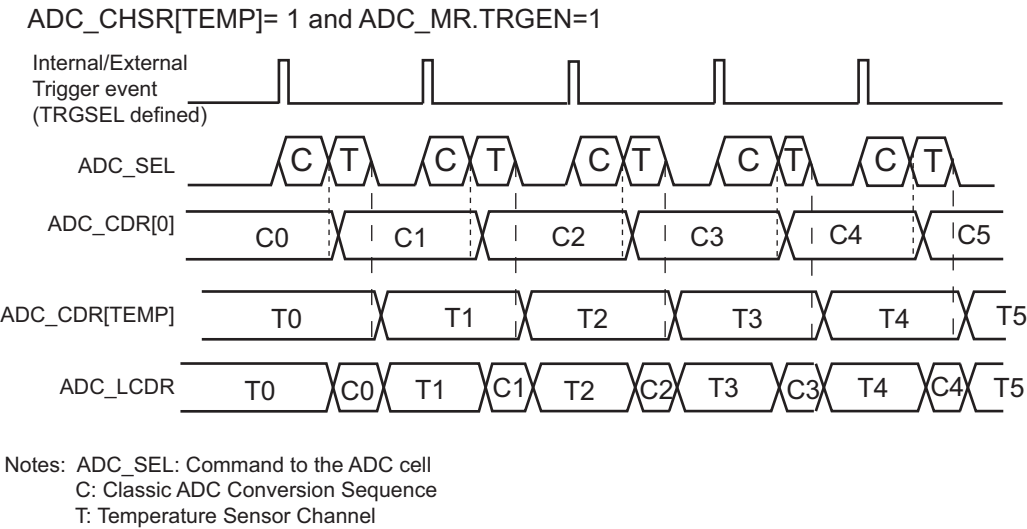 ADC_CHSR[TEMP]= 1 and ADC_MR.TRGEN=1
Internal/External
Trigger event
(TRGSEL defined)
ADC_SEL C T C T C T C T C T
ADC_CDR[0] C0 C1 C2 C3 C4 C5
ADC_CDR[TEMP] T0 T1 T2 T3 T4 T5
ADC_LCDR T0 C0 T1 C1 T2 C2 T3 C3 T4 C4 T5
Notes: ADC_SEL: Command to the ADC cell
C: Classic ADC Conversion Sequence
T: Temperature Sensor Channel